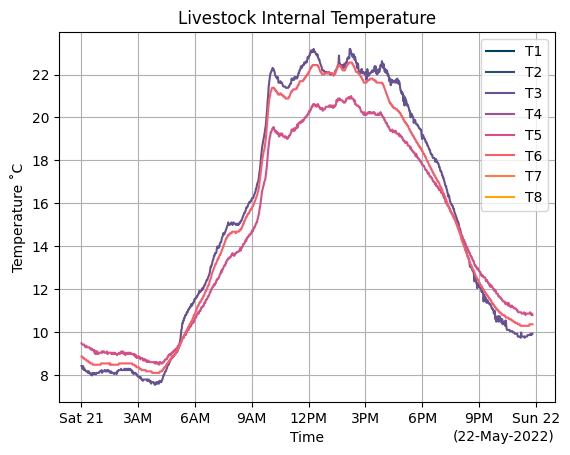 Livestock Internal Temperature
Temperature ˚C
22
20
18
16
14
12
10
8
T1
T2
T3
T4
T5
T6
T7
T8
Sat 21 3AM 6AM 9AM 12PM 3PM 6PM 9PM Sun 22
Time
(22-May-2022)